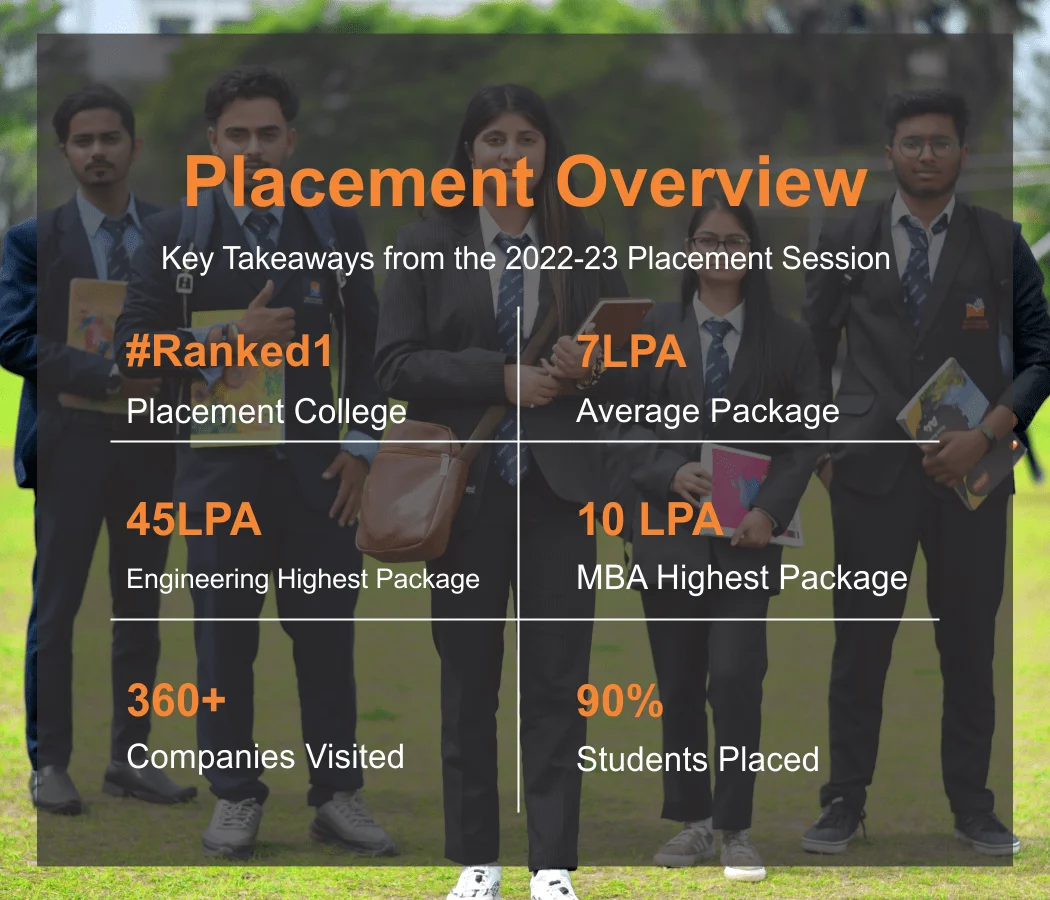 Placement Overview
Key Takeaways from the 2022-23 Placement Session
#Ranked1
Placement College
7LPA
Average Package
45LPA
Engineering Highest Package
10 LPA
MBA Highest Package
360+
Companies Visited
90%
Students Placed